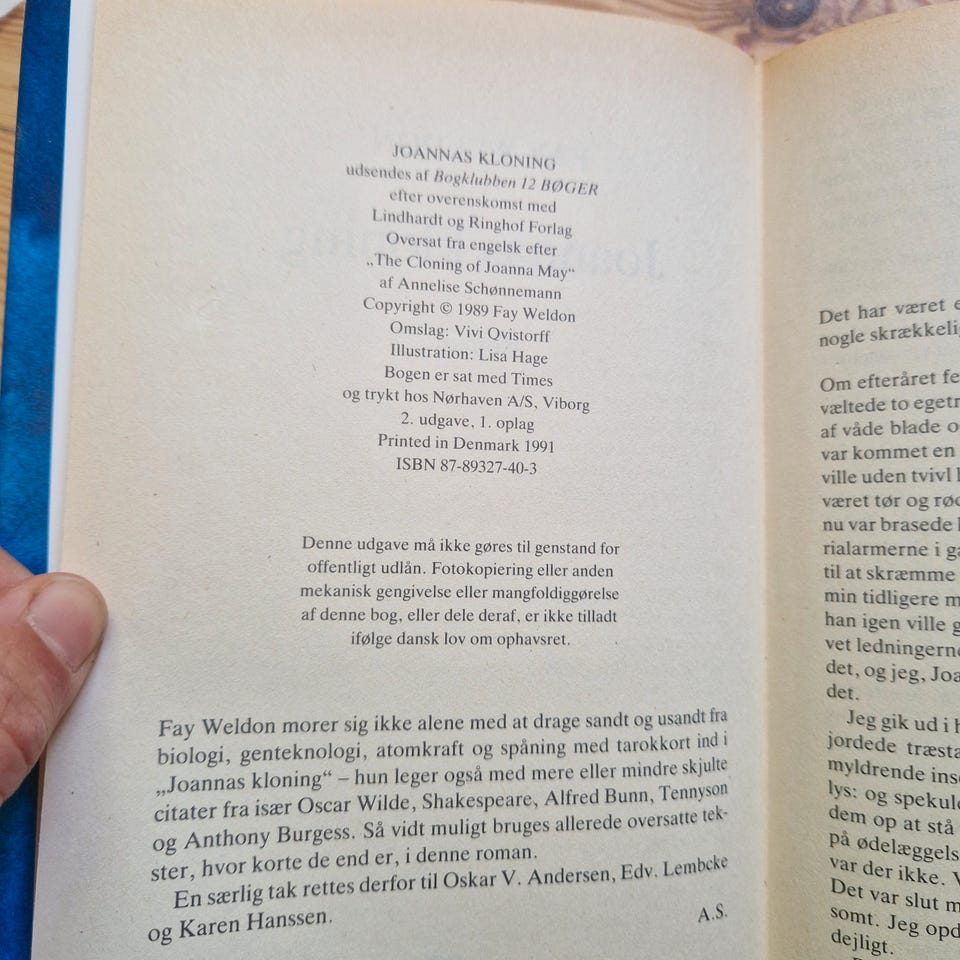 JOANNAS KLONING
udsendes af Bogklubben 12 BØGER
efter overenskomst med
Lindhardt og Ringhof Forlag
Oversat fra engelsk efter
„The Cloning of Joanna May“
af Annelise Schønnemann
Copyright © 1989 Fay Weldon
Omslag: Vivi Qvistorff
Illustration: Lisa Hage
Bogen er sat med Times
og trykt hos Nørhaven A/S, Viborg
2. udgave, 1. oplag
Printed in Denmark 1991
ISBN 87-89327-40-3
Denne udgave må ikke gøres til genstand for
offentligt udlån. Fotokopiering eller anden
mekanisk gengivelse eller mangfoldiggørelse
af denne bog, eller dele deraf, er ikke tilladt
ifølge dansk lov om ophavsret.
Fay Weldon morer sig ikke alene med at drage sandt og usandt fra
biologi, genteknologi, atomkraft og spåning med tarokkort ind i
„Joannas kloning“ – hun leger også med mere eller mindre skjulte
citater fra især Oscar Wilde, Shakespeare, Alfred Bunn, Tennyson
og Anthony Burgess. Så vidt muligt bruges allerede oversatte tek-
ster, hvor korte de end er, i denne roman.
En særlig tak rettes derfor til Oskar V. Andersen, Edv. Lembcke
og Karen Hanssen.
A.S.
Det har været
nogle
Om efteråret
væltede to
af våde blade
var kommet en
ville uden tvivl
været tør og
nu var brasede
i
til at skræmme
min tidligere
han igen ville
vet
det, og jeg,
det.
Jeg gik ud i
jordede
myldrende
lys: og
dem op at stå
på
var der ikke.
Det var slut
somt. Jeg
dejligt.